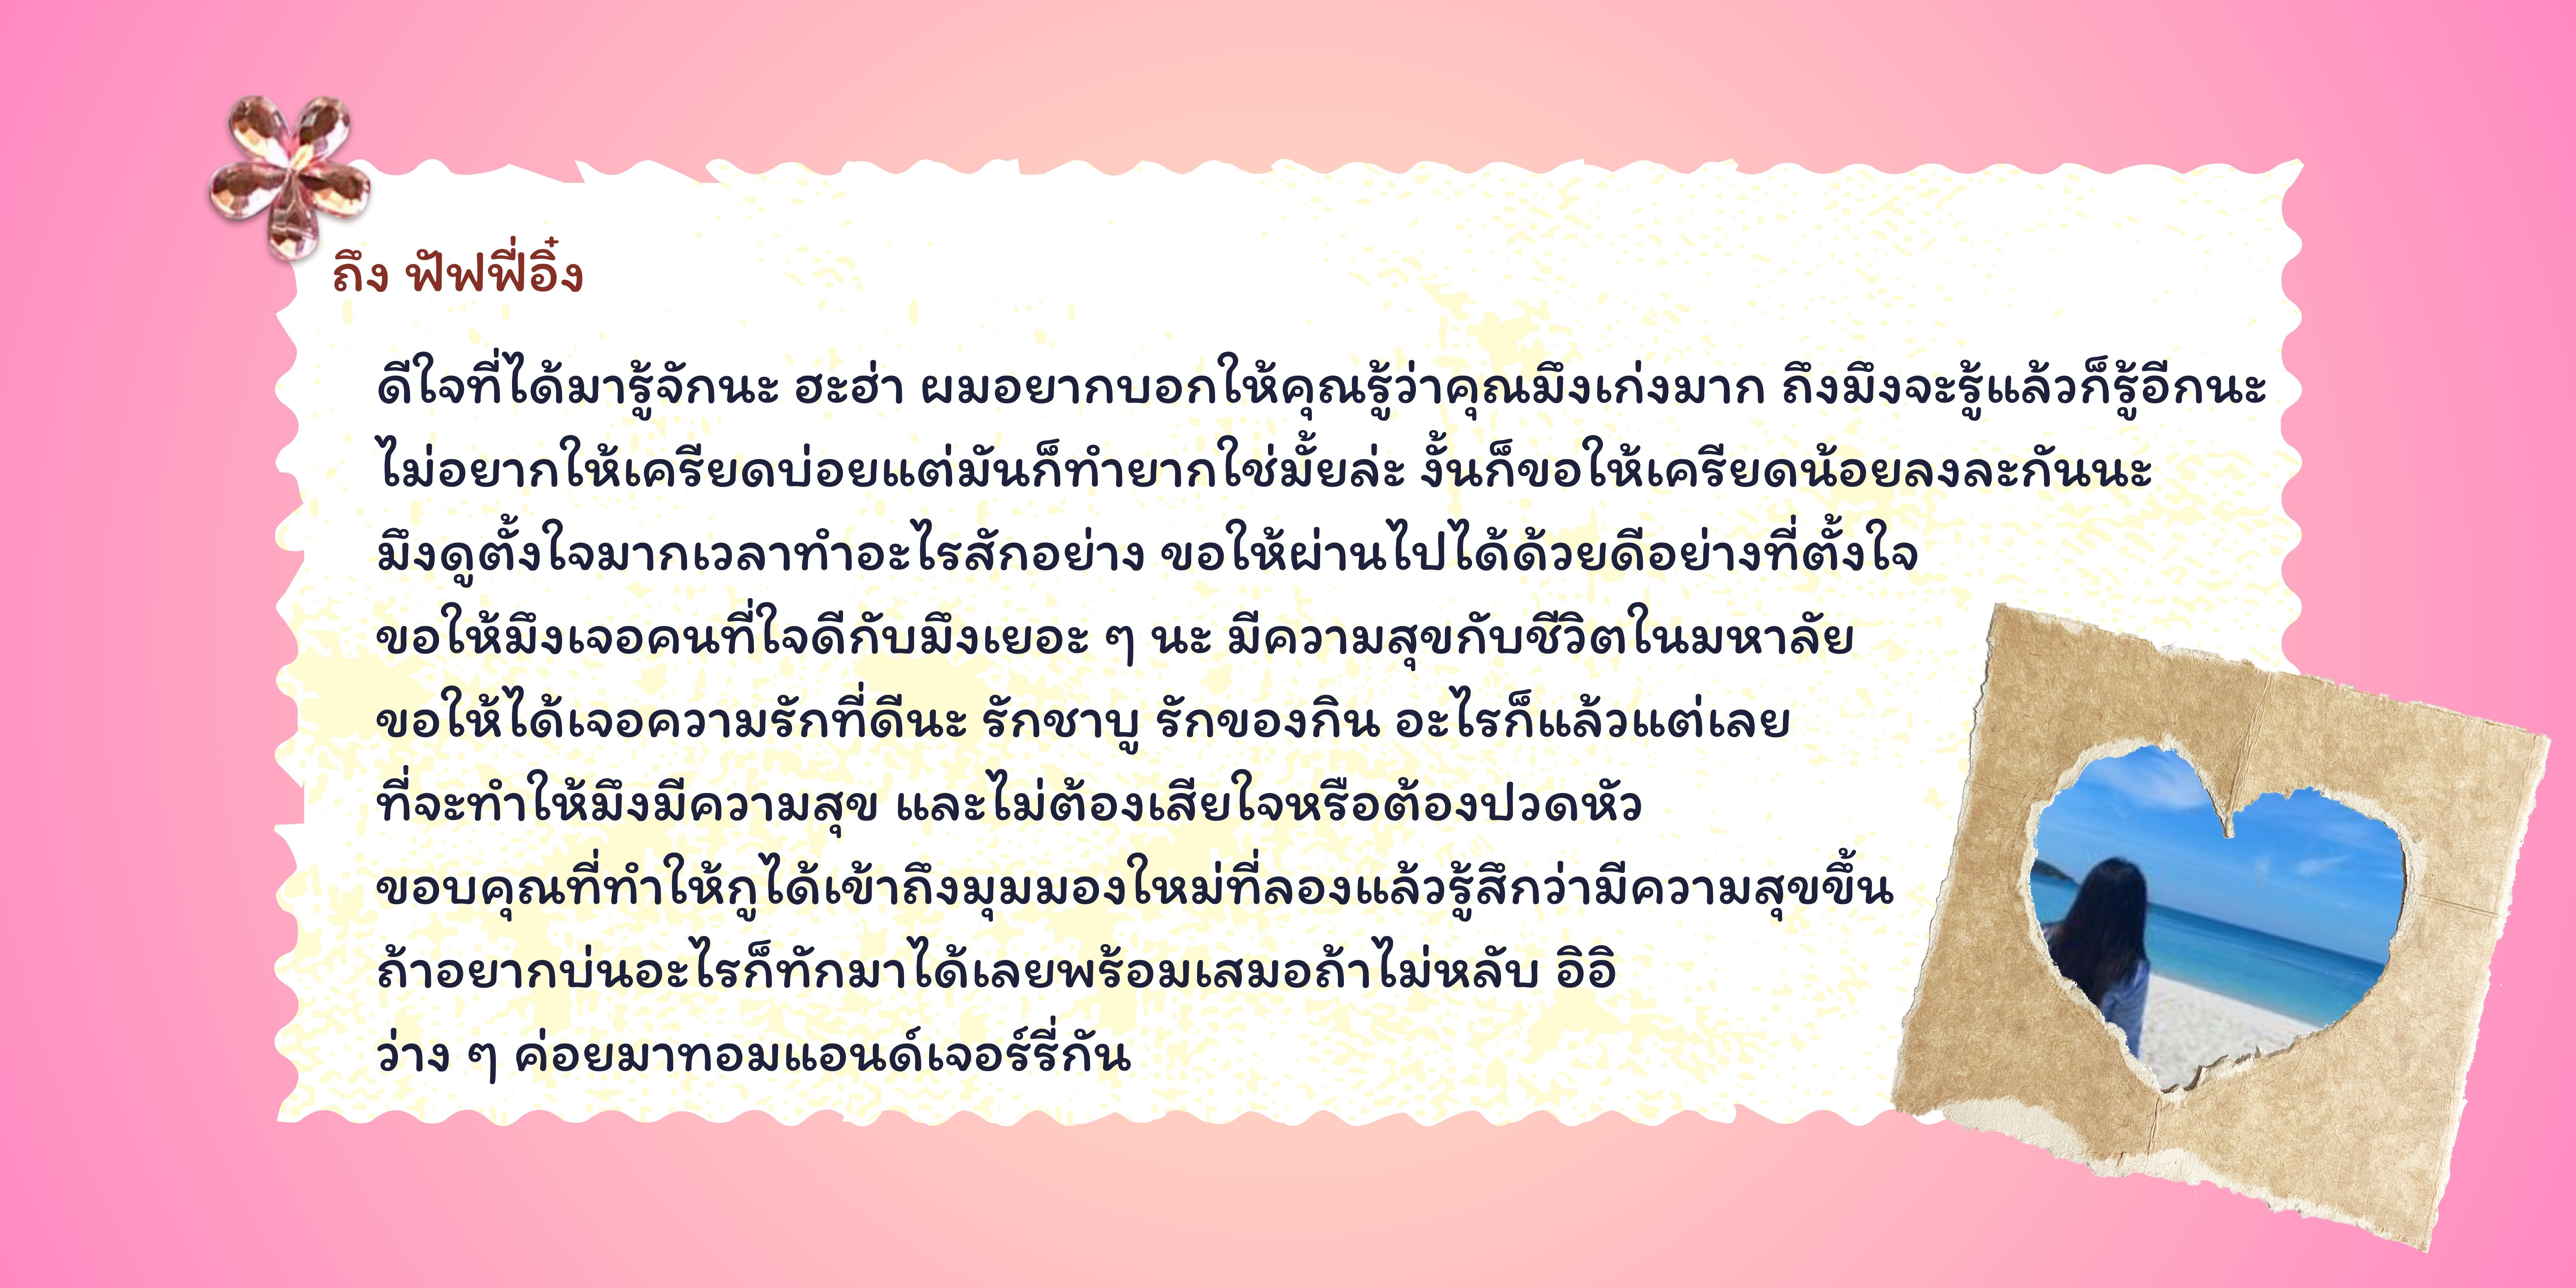 ถึง ฟัฟฟี่อิ๋ง
ดีใจที่ได้มารู้จักนะ ฮะฮ่า ผมอยากบอกให้คุณรู้ว่าคุณมึงเก่งมาก ถึงมึงจะรู้แล้วก็รู้อีกนะ
ไม่อยากให้เครียดบ่อยแต่มันก็ทำยากใช่มั้ยล่ะ งั้นก็ขอให้เครียดน้อยลงละกันนะ
มึงดูตั้งใจมากเวลาทำอะไรสักอย่าง ขอให้ผ่านไปได้ด้วยดีอย่างที่ตั้งใจ
ขอให้มึงเจอคนที่ใจดีกับมึงเยอะ ๆ นะ มีความสุขกับชีวิตในมหาลัย
ขอให้ได้เจอความรักที่ดีนะ รักชาบู รักของกิน อะไรก็แล้วแต่เลย
ที่จะทำให้มึงมีความสุข และไม่ต้องเสียใจหรือต้องปวดหัว
ขอบคุณที่ทำให้กูได้เข้าถึงมุมมองใหม่ที่ลองแล้วรู้สึกว่ามีความสุขขึ้น
ถ้าอยากบ่นอะไรก็ทักมาได้เลยพร้อมเสมอถ้าไม่หลับ อิอิ
ว่าง ๆ ค่อยมาทอมแอนด์เจอร์รี่กัน